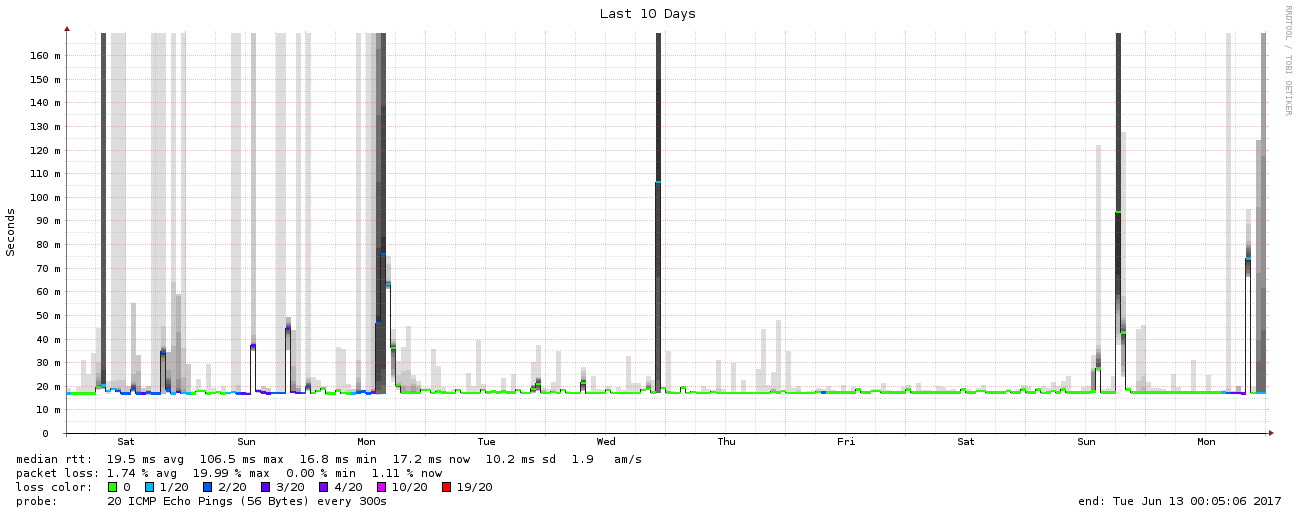 Last 10 Days
RRDTOOL / TOBI OETIKER
Seconds
160 m
150 m
140 m
130 m
120 m
110 m
100 m
90 m
80 m
70 m
60 m
50 m
40 m
30 m
20 m
10 m
0
Sat Sun Mon Tue Wed Thu Fri Sat Sun Mon
median rtt: 19.5 ms avg 106.5 ms max 16.8 ms min 17.2 ms now 10.2 ms sd 1.9 am/s
packet loss: 1.74 % avg 19.99 % max 0.00 % min 1.11 % now
loss color: 0 1/20 2/20 3/20 4/20 10/20 19/20
probe: 20 ICMP Echo Pings (56 Bytes) every 300s end: Tue Jun 13 00:05:06 2017